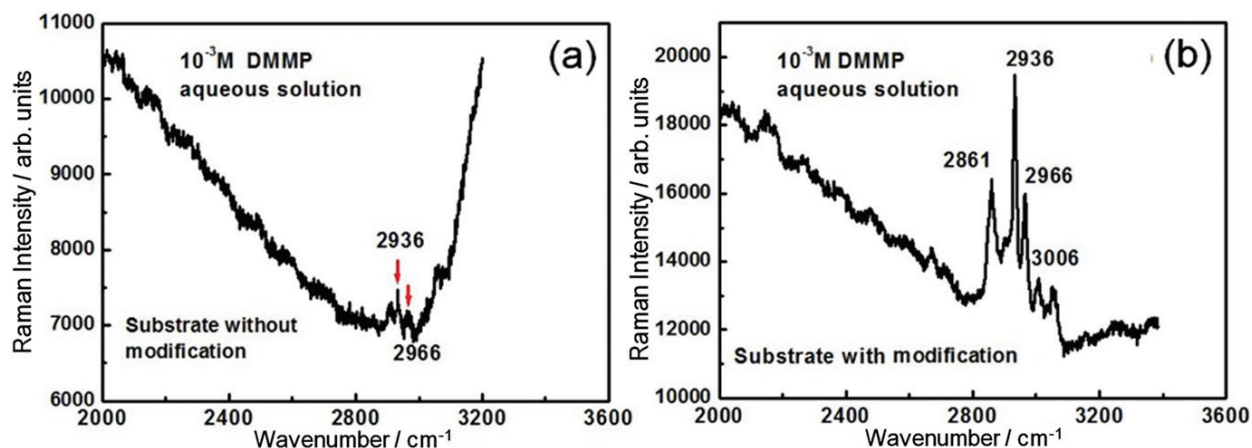 11000
10000
9000
8000
7000
6000
Raman Intensity / arb. units
10⁻³M DMMP
aqueous solution
(a)
2936
2966
Substrate without
modification
2000
2400
2800
3200
3600
Wavenumber / cm⁻¹
20000
18000
16000
14000
12000
10000
Raman Intensity / arb. units
10⁻³M DMMP
aqueous solution
(b)
2936
2861
2966
3006
Substrate with modification
2000
2400
2800
3200
3600
Wavenumber / cm⁻¹